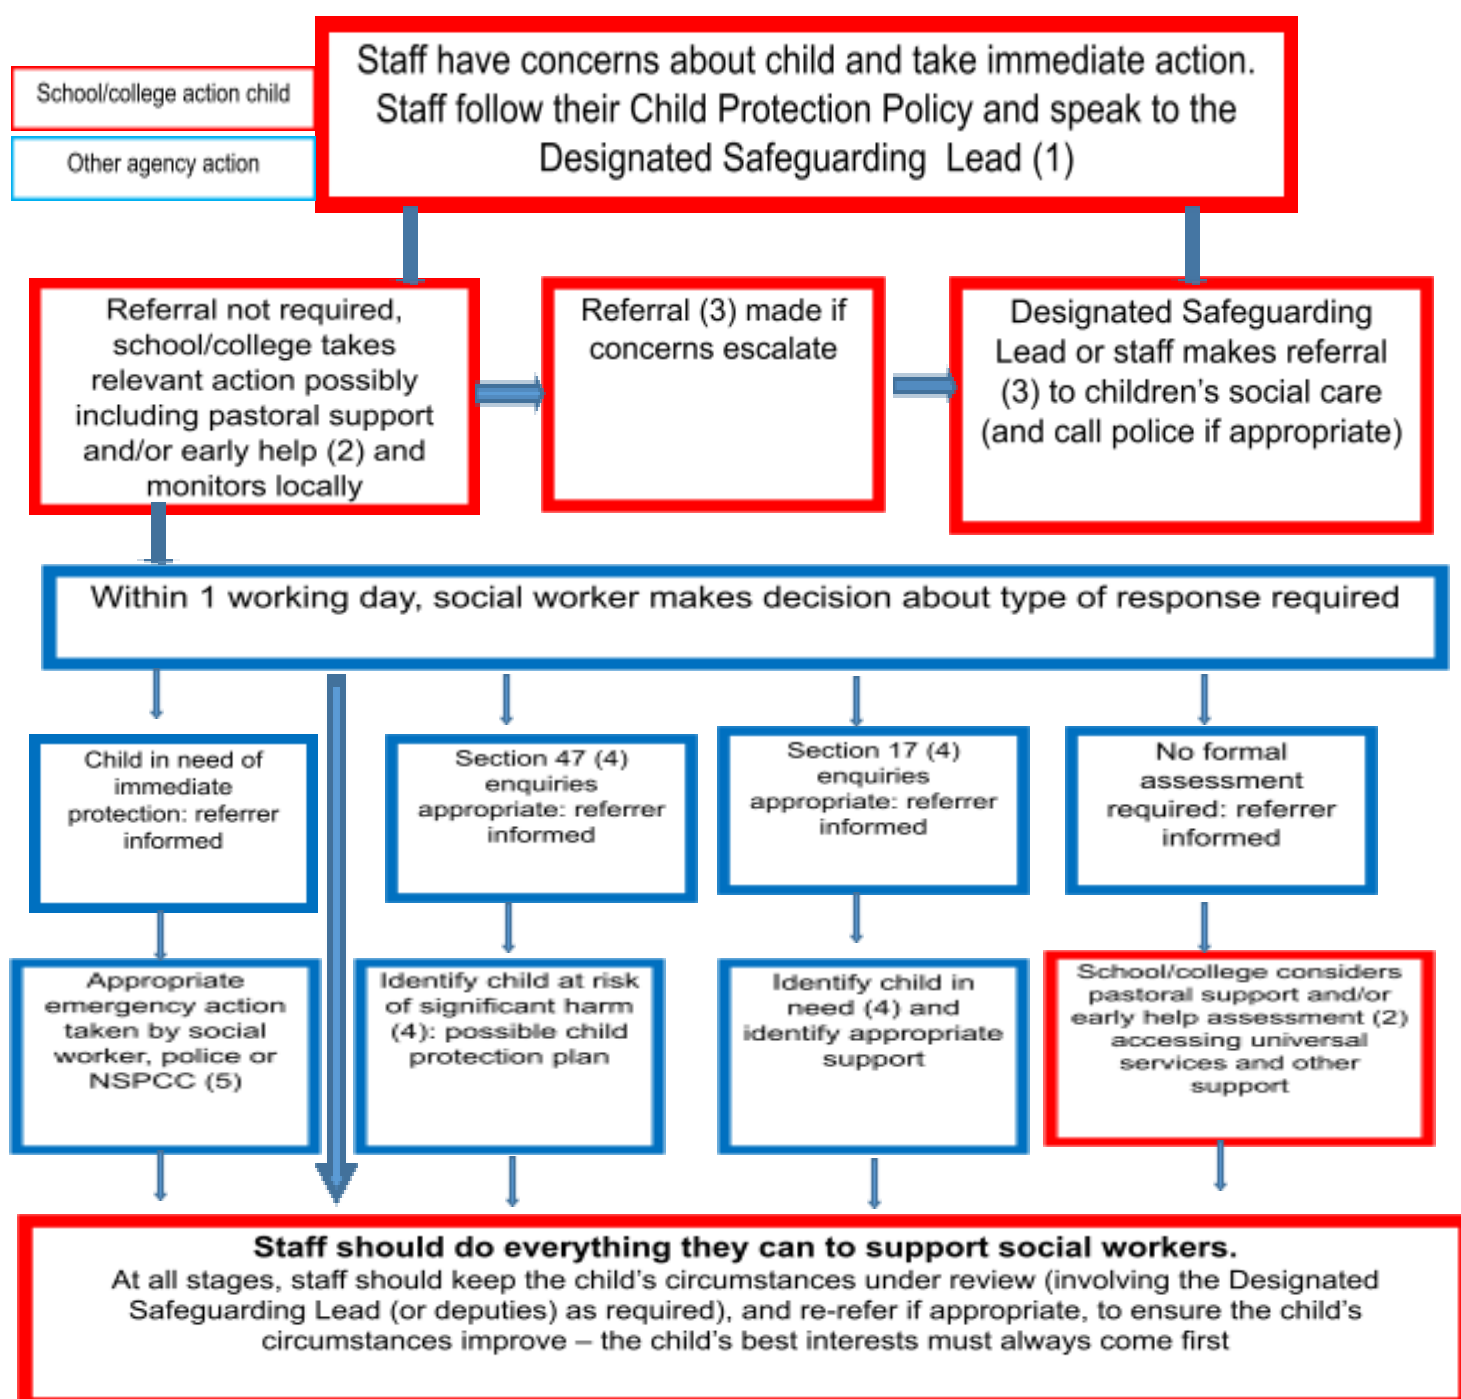 School/college action child
Other agency action
Staff have concerns about child and take immediate action.
Staff follow their Child Protection Policy and speak to the
Designated Safeguarding Lead (1)
Referral not required,
school/college takes
relevant action possibly
including pastoral support
and/or early help (2) and
monitors locally
Referral (3) made if
concerns escalate
Designated Safeguarding
Lead or staff makes referral
(3) to children’s social care
(and call police if appropriate)
Within 1 working day, social worker makes decision about type of response required
Child in need of
immediate
protection: referrer
informed
Section 47 (4)
enquiries
appropriate: referrer
informed
Section 17 (4)
enquiries
appropriate: referrer
informed
No formal
assessment
required: referrer
informed
Appropriate
emergency action
taken by social
worker, police or
NSPCC (5)
Identify child at risk
of significant harm
(4): possible child
protection plan
Identify child in
need (4) and
identify appropriate
support
School/college considers
pastoral support and/or
early help assessment (2)
accessing universal
services and other
support
Staff should do everything they can to support social workers.
At all stages, staff should keep the child’s circumstances under review (involving the Designated
Safeguarding Lead (or deputies) as required), and re-refer if appropriate, to ensure the child’s
circumstances improve – the child’s best interests must always come first